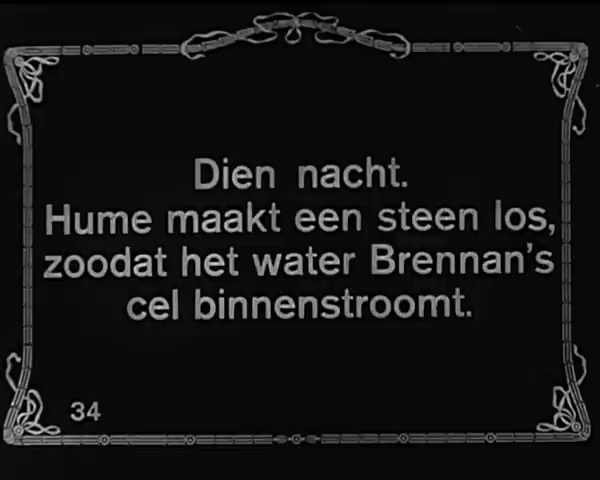 Dien nacht.
Hume maakt een steen los,
zoodat het water Brennan's
cel binnenstroomt.
34